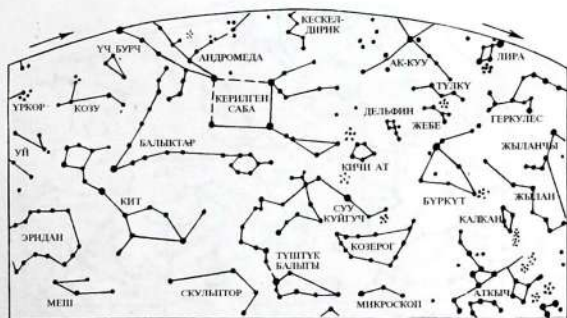 КЕСКЕЛ-
ДИРИК
ҮЧ БУРЧ
АНДРОМЕДА
АК-КУУ
ЛИРА
ТҮЛКҮ
ҮРКӨР
КОЗУ
КЕРИЛГЕН
САБА
ДЕЛЬФИН
ЖЕБЕ
ГЕРКУЛЕС
УЙ
БАЛЫКТАР
КИЧИ АТ
ЖЫЛАНЧЫ
КИТ
СУУ
КУЙГУЧ
БҮРКҮТ
ЖЫЛАН
ЭРИДАН
КОЗЕРОГ
КАЛКАН
ТҮШТҮК
БАЛЫГЫ
МЕШ
СКУЛЬПТОР
МИКРОСКОП
АТКЫЧ